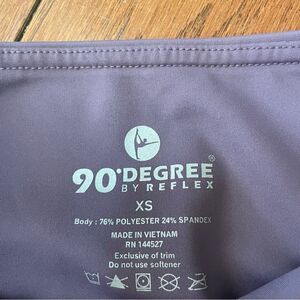 90°DEGREE®
BY REFLEX
XS
Body : 76% POLYESTER 24% SPANDEX
MADE IN VIETNAM
RN 144527
Exclusive of trim
Do not use softener